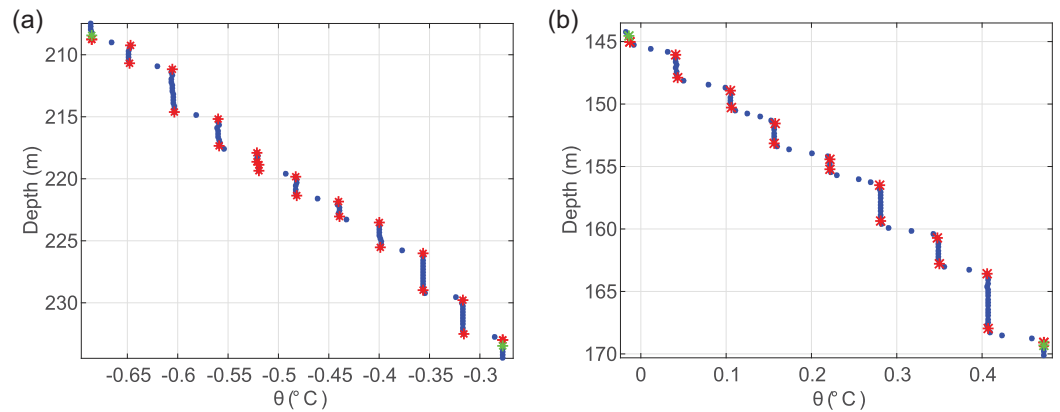 (a)
Depth (m)
210
215
220
225
230
-0.65 -0.6 -0.55 -0.5 -0.45 -0.4 -0.35 -0.3
θ (° C)
(b)
Depth (m)
145
150
155
160
165
170
0 0.1 0.2 0.3 0.4
θ (° C)